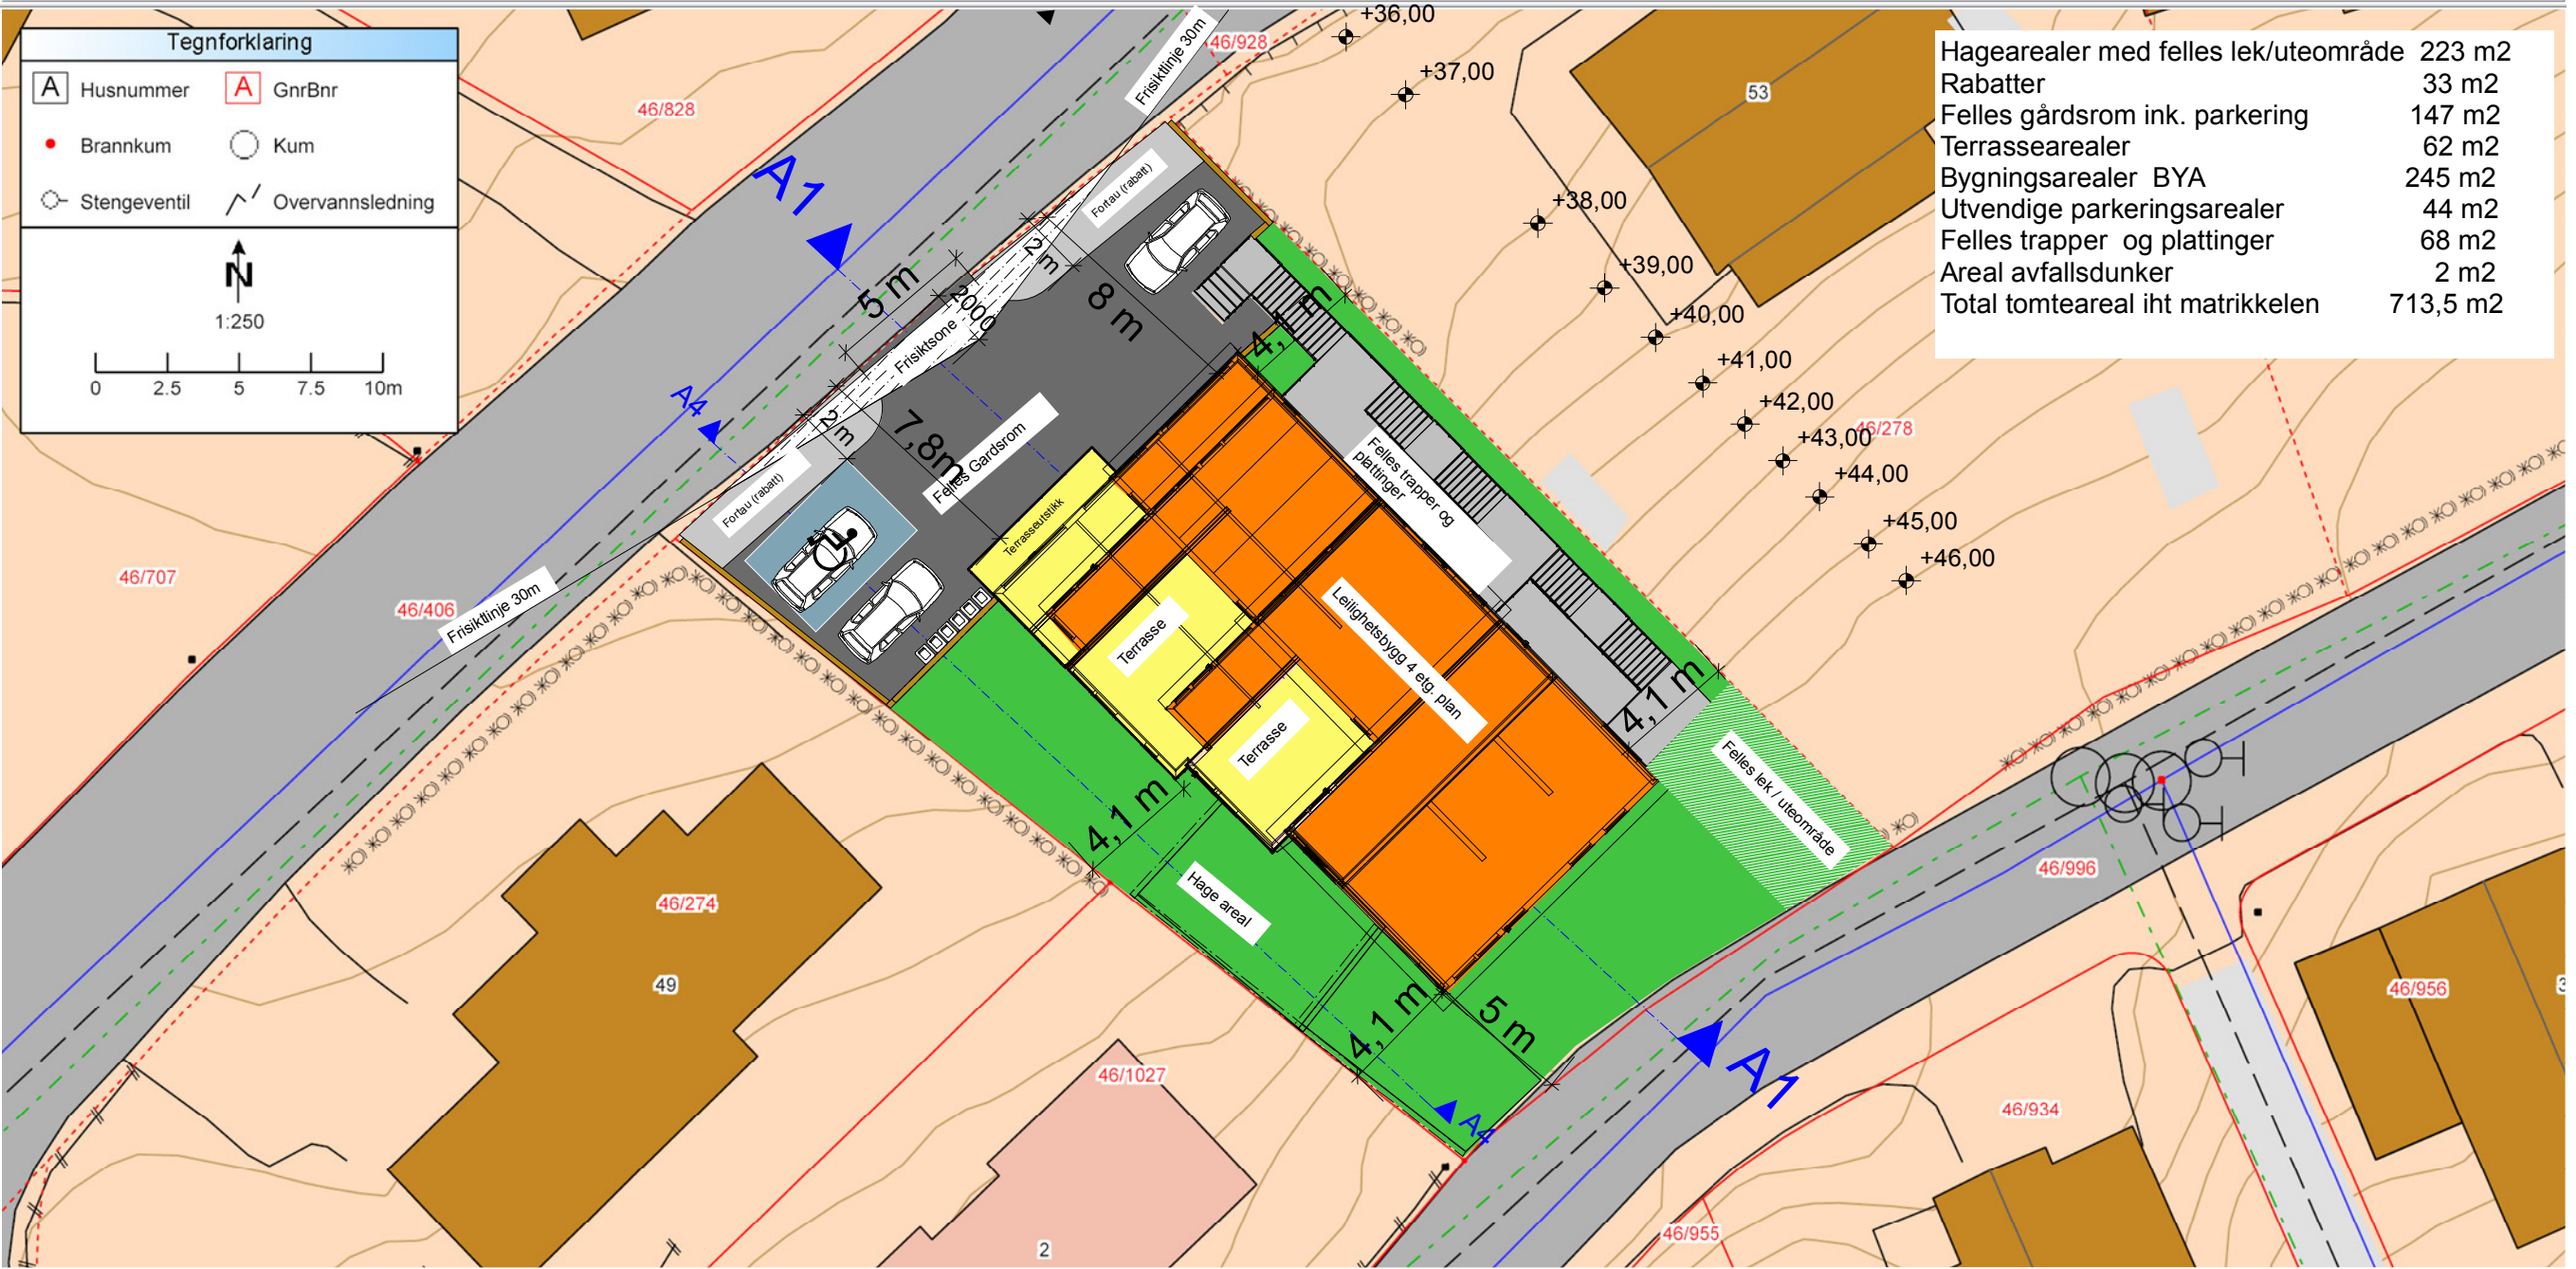 Tegnforklaring
A Husnummer
A GnrBnr
Brannkum
Kum
Stengeventil
Overvannsledning
N
1:250
0 2.5 5 7.5 10m
Hagearealer med felles lek/uteområde 223 m2
Rabatter 33 m2
Felles gårdsrom ink. parkering 147 m2
Terrassearealer 62 m2
Bygningsarealer BYA 245 m2
Utvendige parkeringsarealer 44 m2
Felles trapper og plattinger 68 m2
Areal avfallsdunker 2 m2
Total tomteareal iht matrikkelen 713,5 m2
46/828
46/928
Frisiktlinje 30m
+36,00
+37,00
53
+38,00
+39,00
+40,00
+41,00
+42,00
+43,00
46/278
+44,00
+45,00
+46,00
A1
A4
Fortau (rabatt)
2 m
5 m
2000
8 m
Frisiktsone
2 m
7,8m
Felles Gardsrom
Fortau (rabatt)
Terrasseutstikk
Felles trapper og
plattinger
Leilighetsbygg 4 etg. plan
Terrasse
Terrasse
4,1 m
Felles lek / uteområde
4,1 m
Hage areal
4,1 m
5 m
A1
A4
46/707
46/406
Frisiktlinje 30m
46/274
49
46/1027
2
46/996
46/956
46/934
46/955